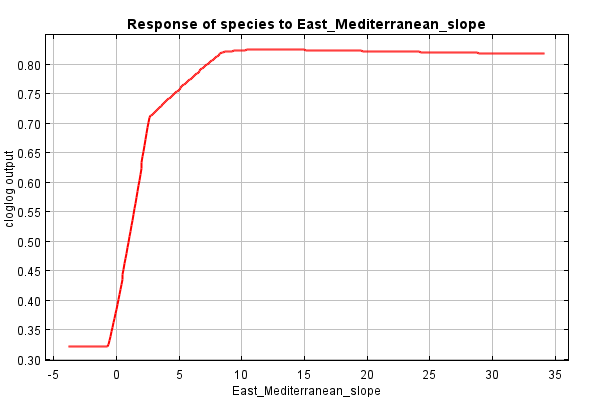 Response of species to East_Mediterranean_slope
cloglog output
0.80
0.75
0.70
0.65
0.60
0.55
0.50
0.45
0.40
0.35
0.30
-5 0 5 10 15 20 25 30 35
East_Mediterranean_slope